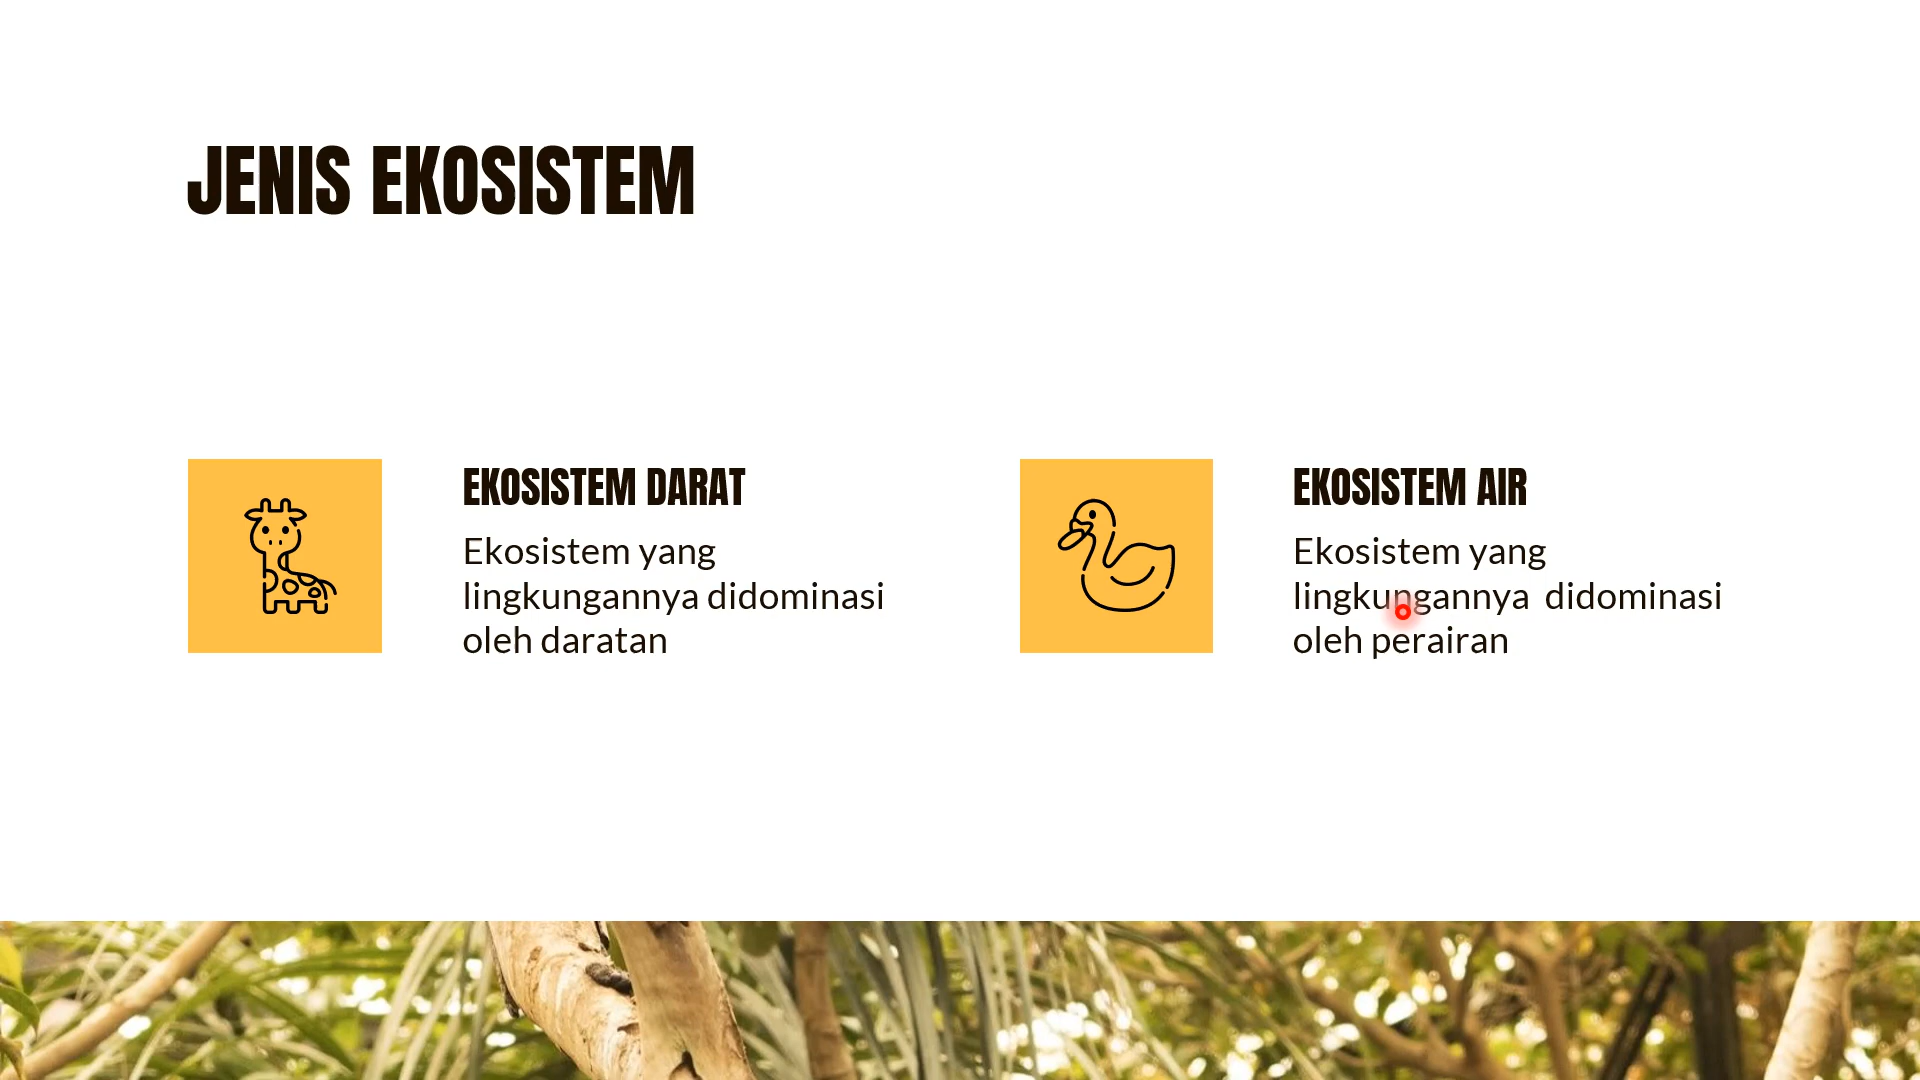 JENIS EKOSISTEM
EKOSISTEM DARAT
Ekosistem yang
lingkungannya didominasi
oleh daratan
EKOSISTEM AIR
Ekosistem yang
lingkungannya  didominasi
oleh perairan